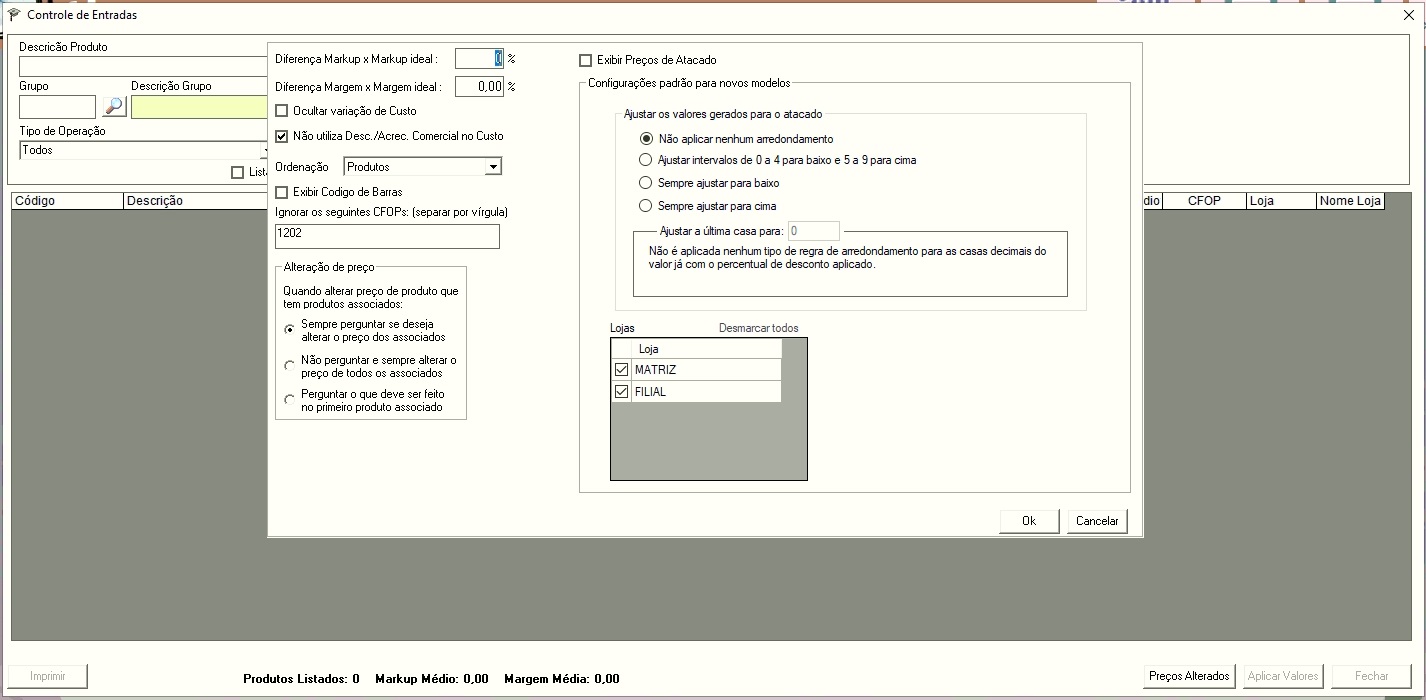 Controle de Entradas
Descrição Produto
Grupo
Descrição Grupo
Tipo de Operação
Todos
Código
Descrição
CFOP
Loja
Nome Loja
Diferença Markup x Markup ideal :
0
%
Diferença Margem x Margem ideal :
0,00
%
Ocultar variação de Custo
Não utiliza Desc./Acrec. Comercial no Custo
Ordenação
Produtos
Exibir Codigo de Barras
Ignorar os seguintes CFOPs: (separar por vírgula)
1202
Alteração de preço
Quando alterar preço de produto que
tem produtos associados:
Sempre perguntar se deseja
alterar o preço dos associados
Não perguntar e sempre alterar o
preço de todos os associados
Perguntar o que deve ser feito
no primeiro produto associado
Exibir Preços de Atacado
Configurações padrão para novos modelos
Ajustar os valores gerados para o atacado
Não aplicar nenhum arredondamento
Ajustar intervalos de 0 a 4 para baixo e 5 a 9 para cima
Sempre ajustar para baixo
Sempre ajustar para cima
Ajustar a última casa para:
0
Não é aplicada nenhum tipo de regra de arredondamento para as casas decimais do
valor já com o percentual de desconto aplicado.
Lojas
Desmarcar todos
Loja
MATRIZ
FILIAL
Ok
Cancelar
Imprimir
Produtos Listados: 0
Markup Médio: 0,00
Margem Média: 0,00
Preços Alterados
Aplicar Valores
Fechar